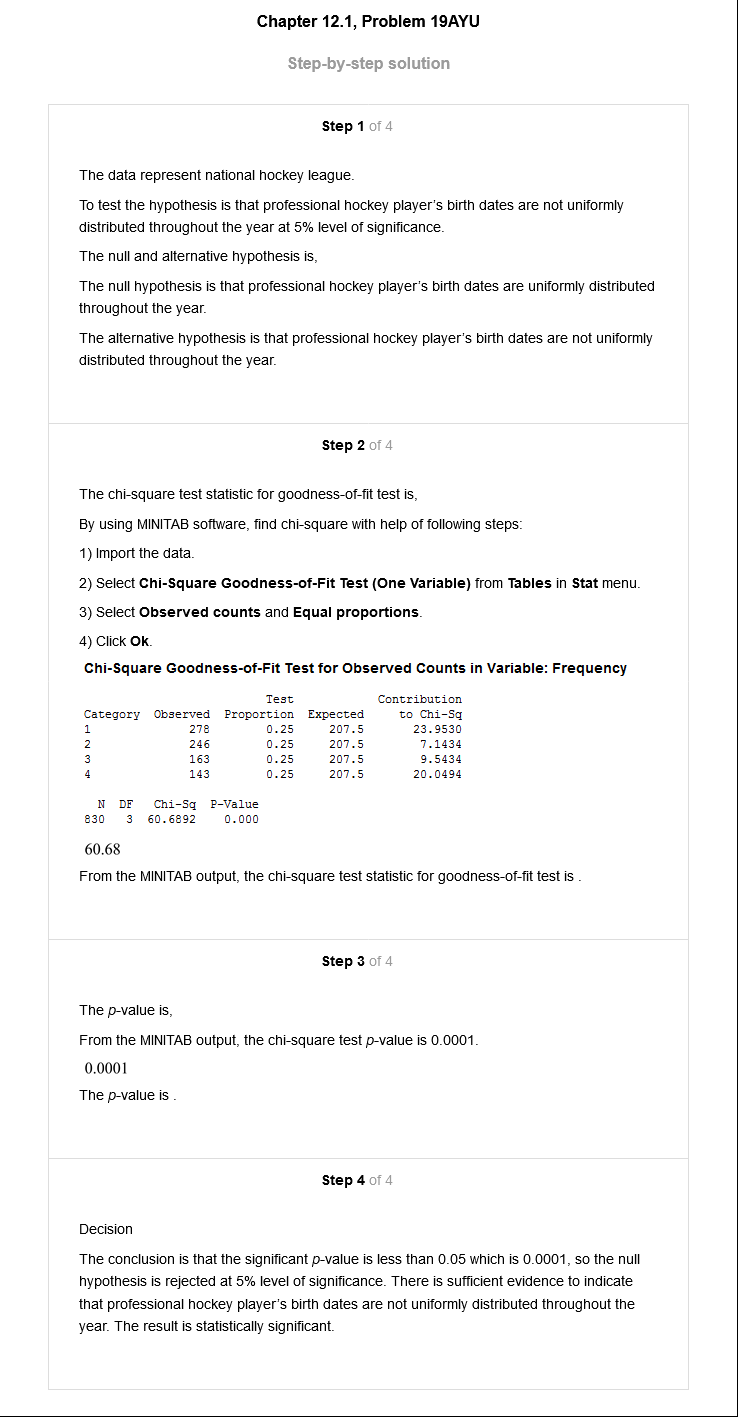 Chapter 12.1, Problem 19AYU
Step-by-step solution
Step 1 of 4
The data represent national hockey league.
To test the hypothesis is that professional hockey player's birth dates are not uniformly
distributed throughout the year at 5% level of significance.
The null and alternative hypothesis is,
The null hypothesis is that professional hockey player's birth dates are uniformly distributed
throughout the year.
The alternative hypothesis is that professional hockey player's birth dates are not uniformly
distributed throughout the year.
Step 2 of 4
The chi-square test statistic for goodness-of-fit test is,
By using MINITAB software, find chi-square with help of following steps:
1) Import the data.
2) Select Chi-Square Goodness-of-Fit Test (One Variable) from Tables in Stat menu.
3) Select Observed counts and Equal proportions.
4) Click Ok.
Chi-Square Goodness-of-Fit Test for Observed Counts in Variable: Frequency
Test Contribution
Category Observed Proportion Expected to Chi-Sq
1 278 0.25 207.5 23.9530
2 246 0.25 207.5 7.1434
3 163 0.25 207.5 9.5434
4 143 0.25 207.5 20.0494
N DF Chi-Sq P-Value
830 3 60.6892 0.000
60.68
From the MINITAB output, the chi-square test statistic for goodness-of-fit test is .
Step 3 of 4
The p-value is,
From the MINITAB output, the chi-square test p-value is 0.0001.
0.0001
The p-value is .
Step 4 of 4
Decision
The conclusion is that the significant p-value is less than 0.05 which is 0.0001, so the null
hypothesis is rejected at 5% level of significance. There is sufficient evidence to indicate
that professional hockey player's birth dates are not uniformly distributed throughout the
year. The result is statistically significant.